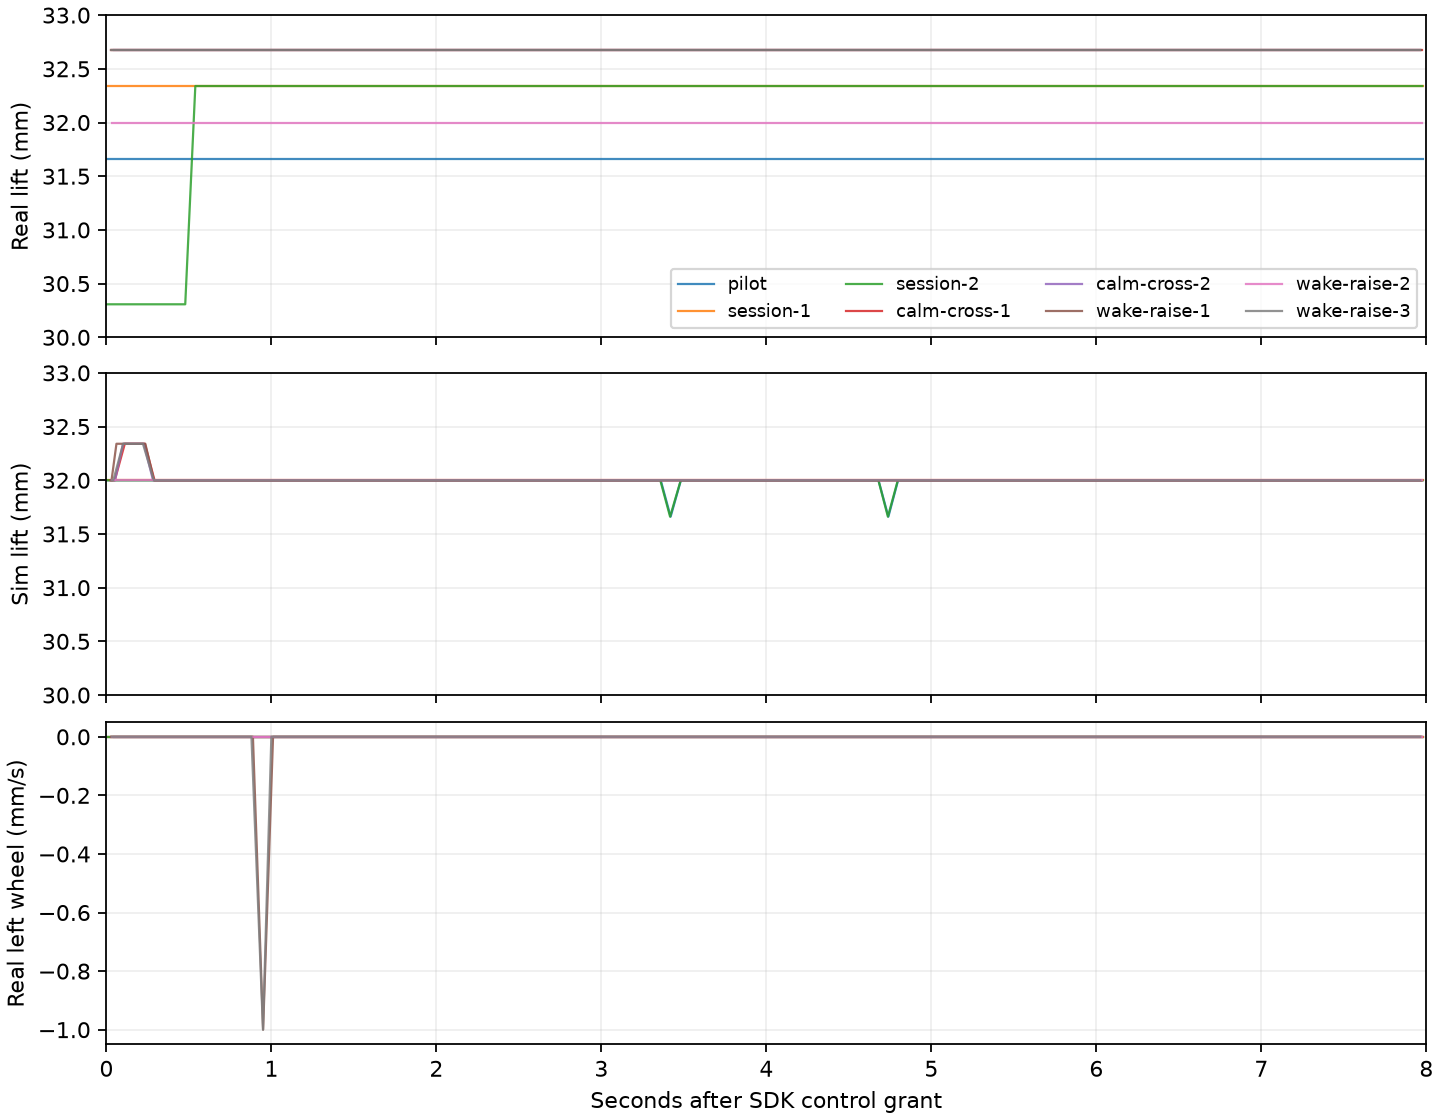 33.0
32.5
32.0
31.5
31.0
30.5
30.0
Real lift (mm)
pilot session-2 calm-cross-2 wake-raise-2
session-1 calm-cross-1 wake-raise-1 wake-raise-3
33.0
32.5
32.0
31.5
31.0
30.5
30.0
Sim lift (mm)
0.0
−0.2
−0.4
−0.6
−0.8
−1.0
Real left wheel (mm/s)
0 1 2 3 4 5 6 7 8
Seconds after SDK control grant